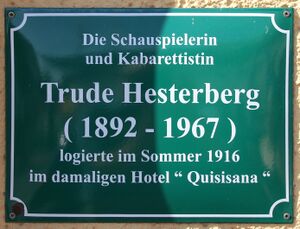 Die Schauspielerin
und Kabarettistin
Trude Hesterberg
( 1892 - 1967 )
logierte im Sommer 1916
im damaligen Hotel “ Quisisana “